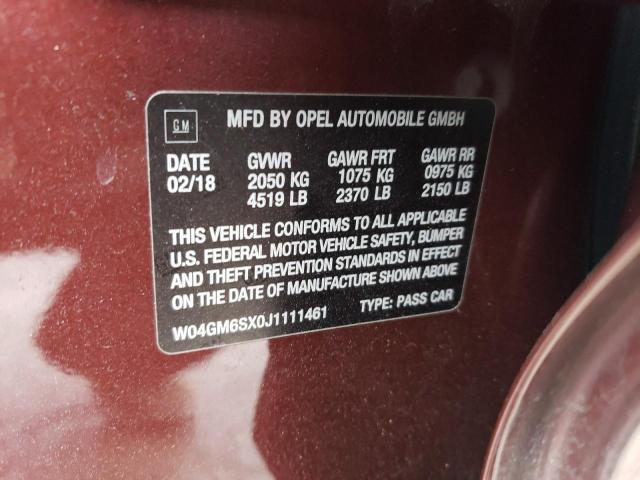 GM MFD BY OPEL AUTOMOBILE GMBH
DATE GVWR GAWR FRT GAWR RR
02/18 2050 KG 1075 KG 0975 KG
4519 LB 2370 LB 2150 LB
THIS VEHICLE CONFORMS TO ALL APPLICABLE
U.S. FEDERAL MOTOR VEHICLE SAFETY, BUMPER
AND THEFT PREVENTION STANDARDS IN EFFECT
ON THE DATE OF MANUFACTURE SHOWN ABOVE
W04GM6SX0J1111461 TYPE: PASS CAR